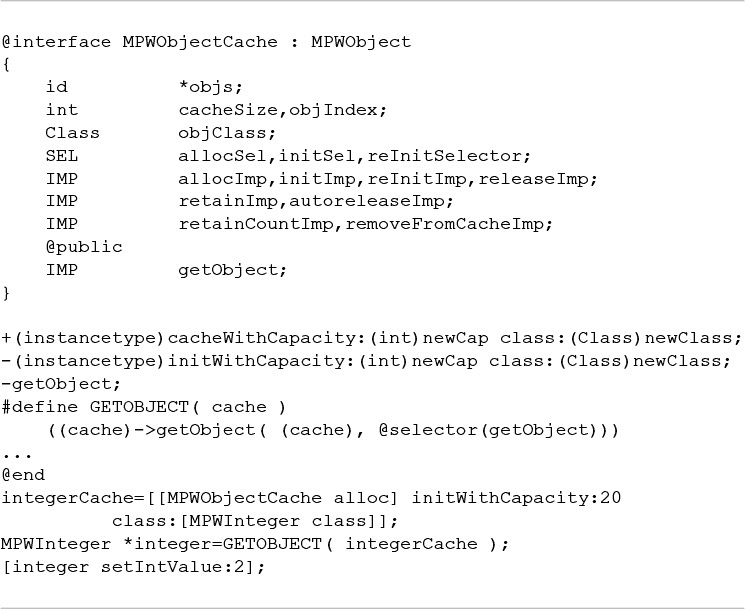 @interface MPWObjectCache : MPWObject
{
    id          *objs;
    int         cacheSize,objIndex;
    Class       objClass;
    SEL         allocSel,initSel,reInitSelector;
    IMP         allocImp,initImp,reInitImp,releaseImp;
    IMP         retainImp,autoreleaseImp;
    IMP         retainCountImp,removeFromCacheImp;
    @public
    IMP         getObject;
}

+(instancetype)cacheWithCapacity:(int)newCap class:(Class)newClass;
-(instancetype)initWithCapacity:(int)newCap class:(Class)newClass;
-getObject;
#define GETOBJECT( cache )
    ((cache)->getObject( (cache), @selector(getObject)))
...
@end
integerCache=[[MPWObjectCache alloc] initWithCapacity:20
          class:[MPWInteger class]];
MPWInteger *integer=GETOBJECT( integerCache );
[integer setIntValue:2];